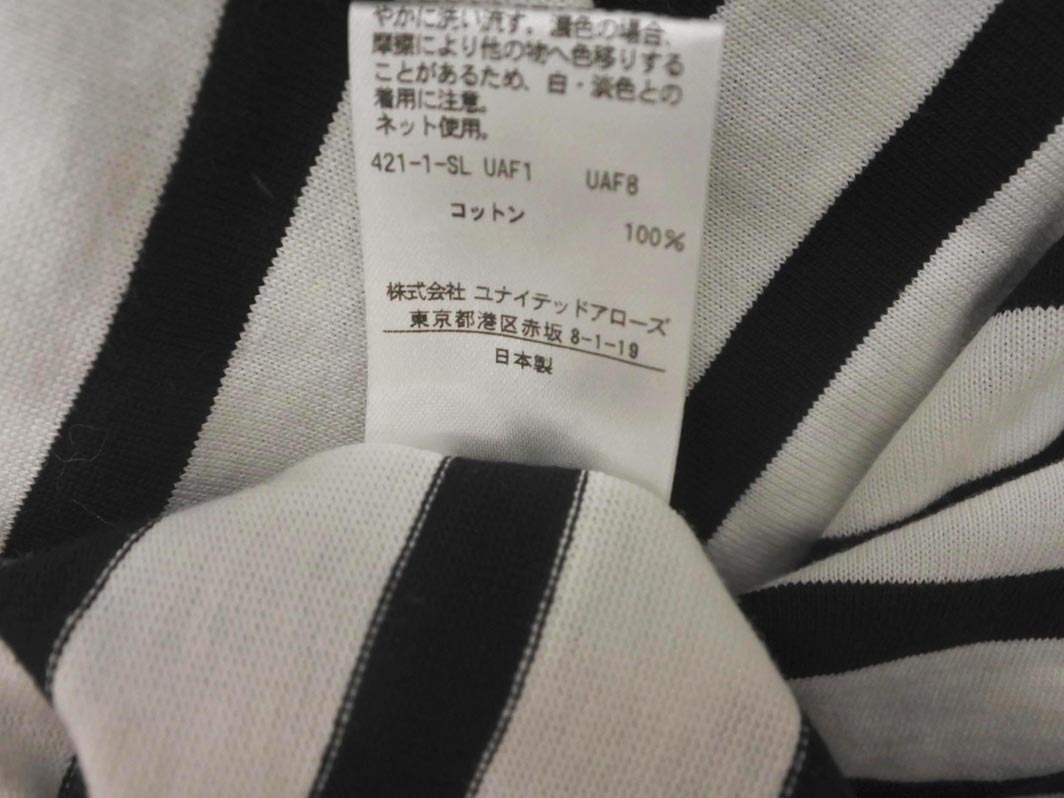 やかに洗い流す。濃色の場合、
摩擦により他の物へ色移りする
ことがあるため、白・淡色との
着用に注意。
ネット使用。
421-1-SL UAF1 UAF8
コットン 100%
株式会社 ユナイテッドアローズ
東京都港区赤坂 8-1-19
日本製